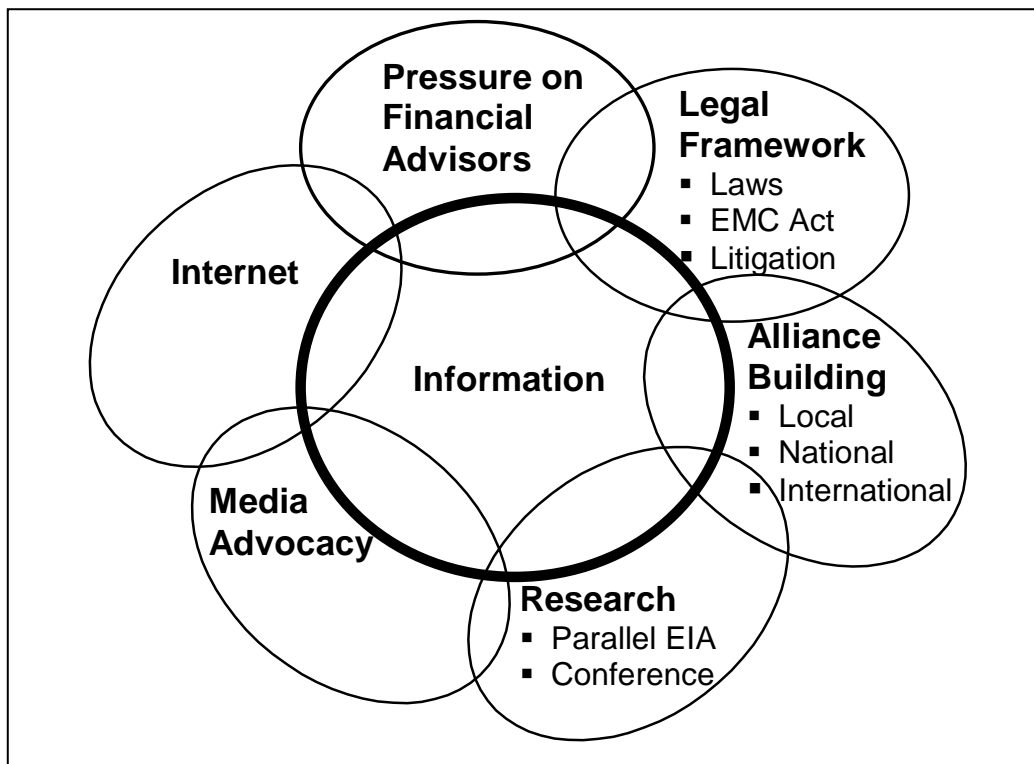 Pressure on
Financial
Advisors
Legal
Framework
▪ Laws
▪ EMC Act
▪ Litigation
Internet
Information
Alliance
Building
▪ Local
▪ National
▪ International
Media
Advocacy
Research
▪ Parallel EIA
▪ Conference